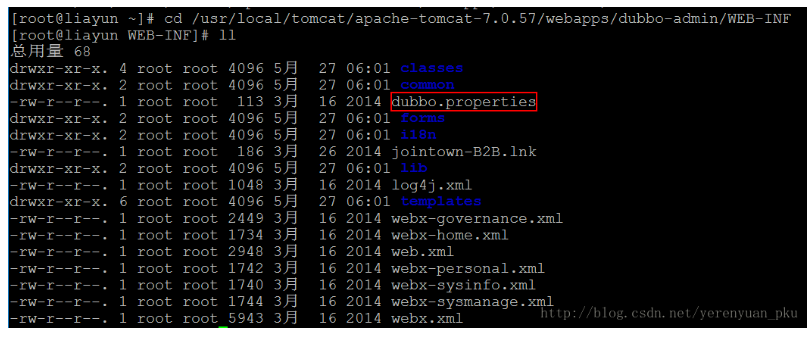 [root@liayun ~]# cd /usr/local/tomcat/apache-tomcat-7.0.57/webapps/dubbo-admin/WEB-INF
[root@liayun WEB-INF]# ll
总用量 68
drwxr-xr-x. 4 root root 4096 5月  27 06:01 classes
drwxr-xr-x. 2 root root 4096 5月  27 06:01 common
-rw-r--r--. 1 root root  113 3月  16 2014 dubbo.properties
drwxr-xr-x. 2 root root 4096 5月  27 06:01 forms
drwxr-xr-x. 2 root root 4096 5月  27 06:01 i18n
-rw-r--r--. 1 root root  186 3月  26 2014 jointown-B2B.lnk
drwxr-xr-x. 2 root root 4096 5月  27 06:01 lib
-rw-r--r--. 1 root root 1048 3月  16 2014 log4j.xml
drwxr-xr-x. 6 root root 4096 5月  27 06:01 templates
-rw-r--r--. 1 root root 2449 3月  16 2014 webx-governance.xml
-rw-r--r--. 1 root root 1734 3月  16 2014 webx-home.xml
-rw-r--r--. 1 root root 2948 3月  16 2014 web.xml
-rw-r--r--. 1 root root 1742 3月  16 2014 webx-personal.xml
-rw-r--r--. 1 root root 1740 3月  16 2014 webx-sysinfo.xml
-rw-r--r--. 1 root root 1744 3月  16 2014 webx-sysmanage.xml
-rw-r--r--. 1 root root 5943 3月  16 2014 webx.xml
http://blog.csdn.net/yerenyuan_pku